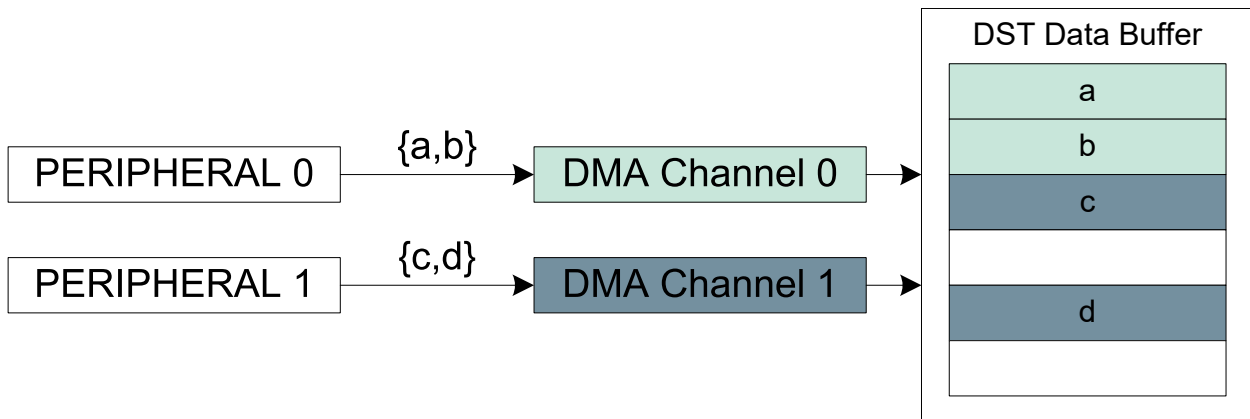 DST Data Buffer
a
b
c
d
PERIPHERAL 0
{a,b}
DMA Channel 0
PERIPHERAL 1
{c,d}
DMA Channel 1